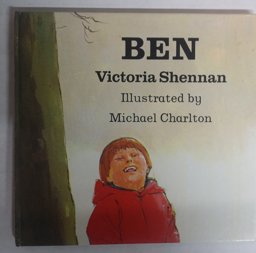 BEN
Victoria Shennan
Illustrated by
Michael Charlton